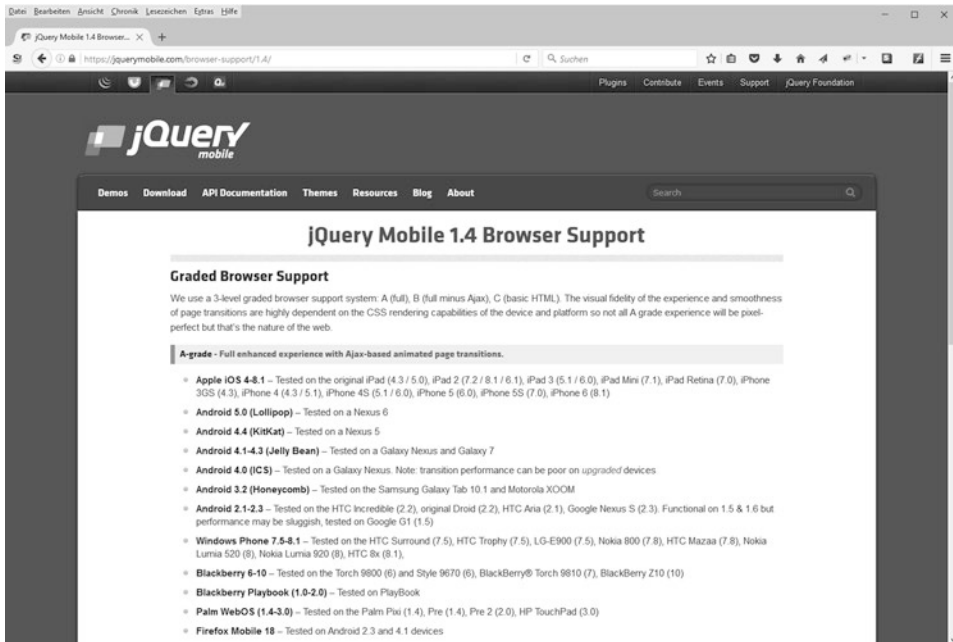 Datei Bearbeiten Ansicht Chronik Lesezeichen Extras Hilfe
jQuery Mobile 1.4 Browser...
https://jquerymobile.com/browser-support/1.4/
Suchen
Plugins Contribute Events Support jQuery Foundation
jQuery
mobile
Demos Download API Documentation Themes Resources Blog About
Search
jQuery Mobile 1.4 Browser Support
Graded Browser Support
We use a 3-level graded browser support system: A (full), B (full minus Ajax), C (basic HTML). The visual fidelity of the experience and smoothness
of page transitions are highly dependent on the CSS rendering capabilities of the device and platform so not all A grade experience will be pixel-
perfect but that's the nature of the web.
A-grade - Full enhanced experience with Ajax-based animated page transitions.
Apple iOS 4-8.1 – Tested on the original iPad (4.3 / 5.0), iPad 2 (7.2 / 8.1 / 6.1), iPad 3 (5.1 / 6.0), iPad Mini (7.1), iPad Retina (7.0), iPhone
3GS (4.3), iPhone 4 (4.3 / 5.1), iPhone 4S (5.1 / 6.0), iPhone 5 (6.0), iPhone 5S (7.0), iPhone 6 (8.1)
Android 5.0 (Lollipop) – Tested on a Nexus 6
Android 4.4 (KitKat) – Tested on a Nexus 5
Android 4.1-4.3 (Jelly Bean) – Tested on a Galaxy Nexus and Galaxy 7
Android 4.0 (ICS) – Tested on a Galaxy Nexus. Note: transition performance can be poor on upgraded devices
Android 3.2 (Honeycomb) – Tested on the Samsung Galaxy Tab 10.1 and Motorola XOOM
Android 2.1-2.3 – Tested on the HTC Incredible (2.2), original Droid (2.2), HTC Aria (2.1), Google Nexus S (2.3). Functional on 1.5 & 1.6 but
performance may be sluggish, tested on Google G1 (1.5)
Windows Phone 7.5-8.1 – Tested on the HTC Surround (7.5), HTC Trophy (7.5), LG-E900 (7.5), Nokia 800 (7.8), HTC Mazaa (7.8), Nokia
Lumia 520 (8), Nokia Lumia 920 (8), HTC 8x (8.1),
Blackberry 6-10 – Tested on the Torch 9800 (6) and Style 9670 (6), BlackBerry® Torch 9810 (7), BlackBerry Z10 (10)
Blackberry Playbook (1.0-2.0) – Tested on PlayBook
Palm WebOS (1.4-3.0) – Tested on the Palm Pixi (1.4), Pre (1.4), Pre 2 (2.0), HP TouchPad (3.0)
Firefox Mobile 18 – Tested on Android 2.3 and 4.1 devices